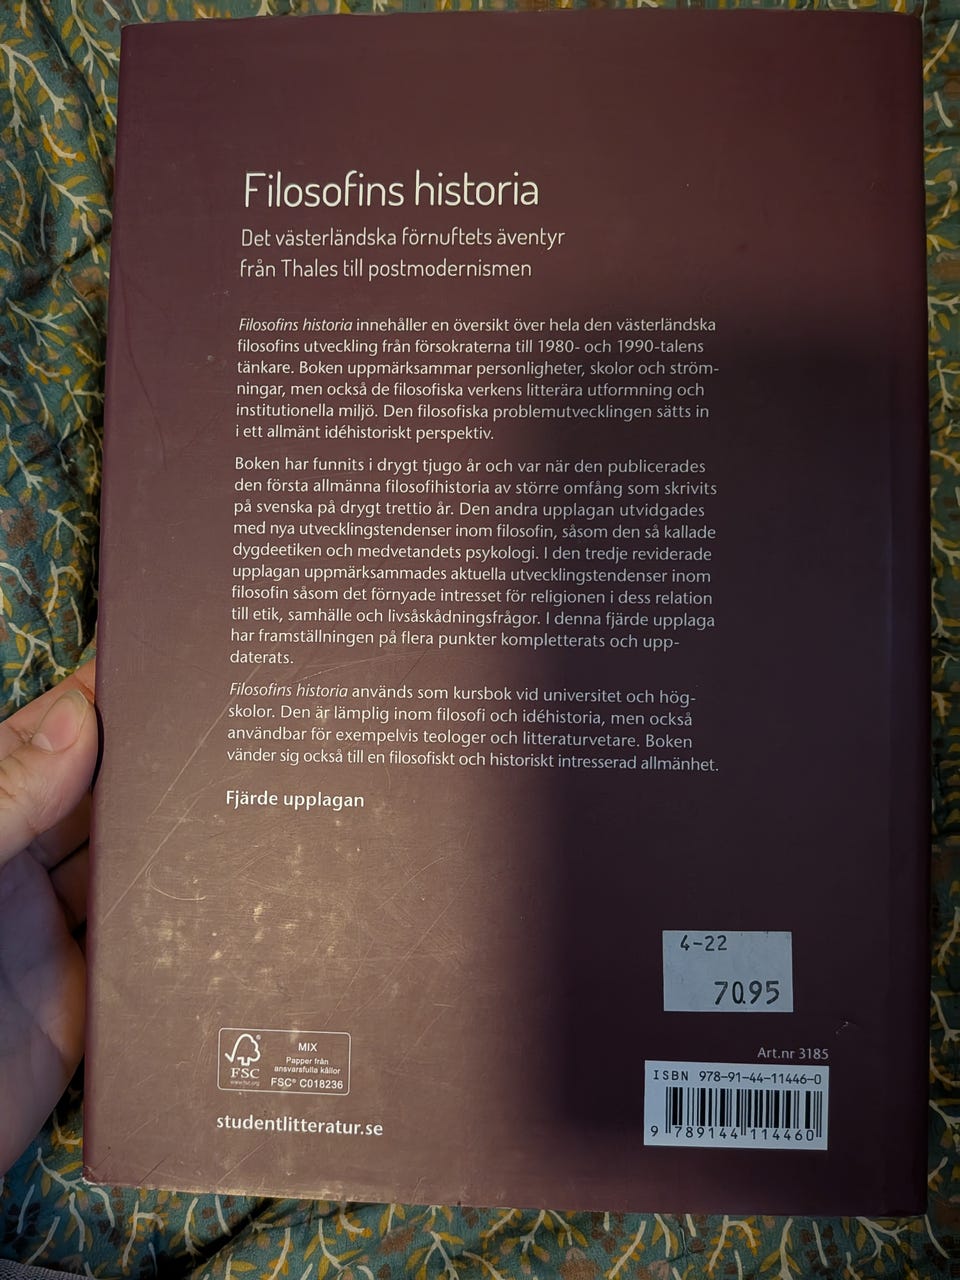 Filosofins historia
Det västerländska förnuftets äventyr
från Thales till postmodernismen
Filosofins historia innehåller en översikt över hela den västerländska
filosofins utveckling från försokraterna till 1980- och 1990-talens
tänkare. Boken uppmärksammar personligheter, skolor och ström-
ningar, men också de filosofiska verkens litterära utformning och
institutionella miljö. Den filosofiska problemutvecklingen sätts in
i ett allmänt idéhistoriskt perspektiv.
Boken har funnits i drygt tjugo år och var när den publicerades
den första allmänna filosofihistoria av större omfång som skrivits
på svenska på drygt trettio år. Den andra upplagan utvidgades
med nya utvecklingstendenser inom filosofin, såsom den så kallade
dygdeetiken och medvetandets psykologi. I den tredje reviderade
upplagan uppmärksammades aktuella utvecklingstendenser inom
filosofin såsom det förnyade intresset för religionen i dess relation
till etik, samhälle och livsåskådningsfrågor. I denna fjärde upplaga
har framställningen på flera punkter kompletterats och upp-
daterats.
Filosofins historia används som kursbok vid universitet och hög-
skolor. Den är lämplig inom filosofi och idéhistoria, men också
användbar för exempelvis teologer och litteraturvetare. Boken
vänder sig också till en filosofiskt och historiskt intresserad allmänhet.
Fjärde upplagan
4-22
70.95
Art.nr 3185
ISBN 978-91-44-11446-0
9 789144 114460
MIX
Papper från
ansvarsfulla källor
FSC® C018236
FSC
www.fsc.org
studentlitteratur.se